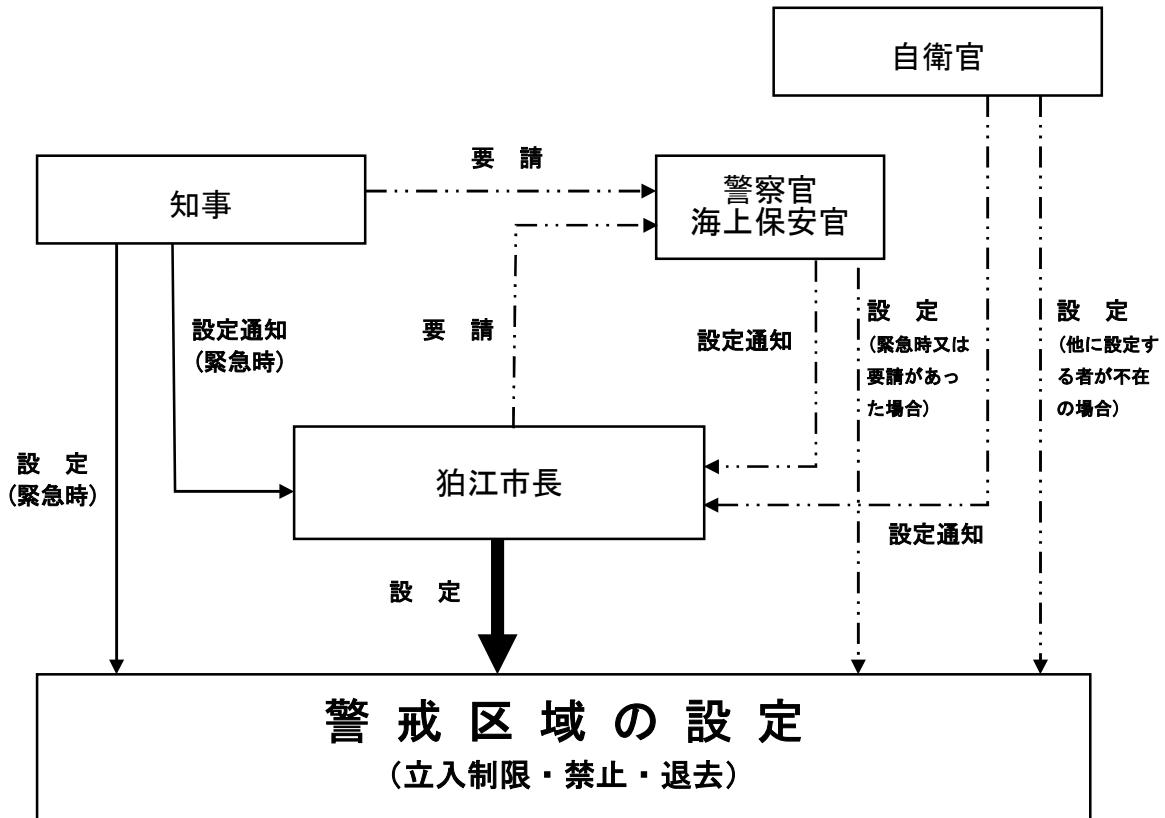 自衛官
知事
要　請
警察官
海上保安官
設定通知
(緊急時)
要　請
設定通知
設　定
(緊急時又は
要請があっ
た場合)
設　定
(他に設定す
る者が不在
の場合)
設　定
(緊急時)
狛江市長
設定通知
設　定
警 戒 区 域 の 設 定
(立入制限・禁止・退去)